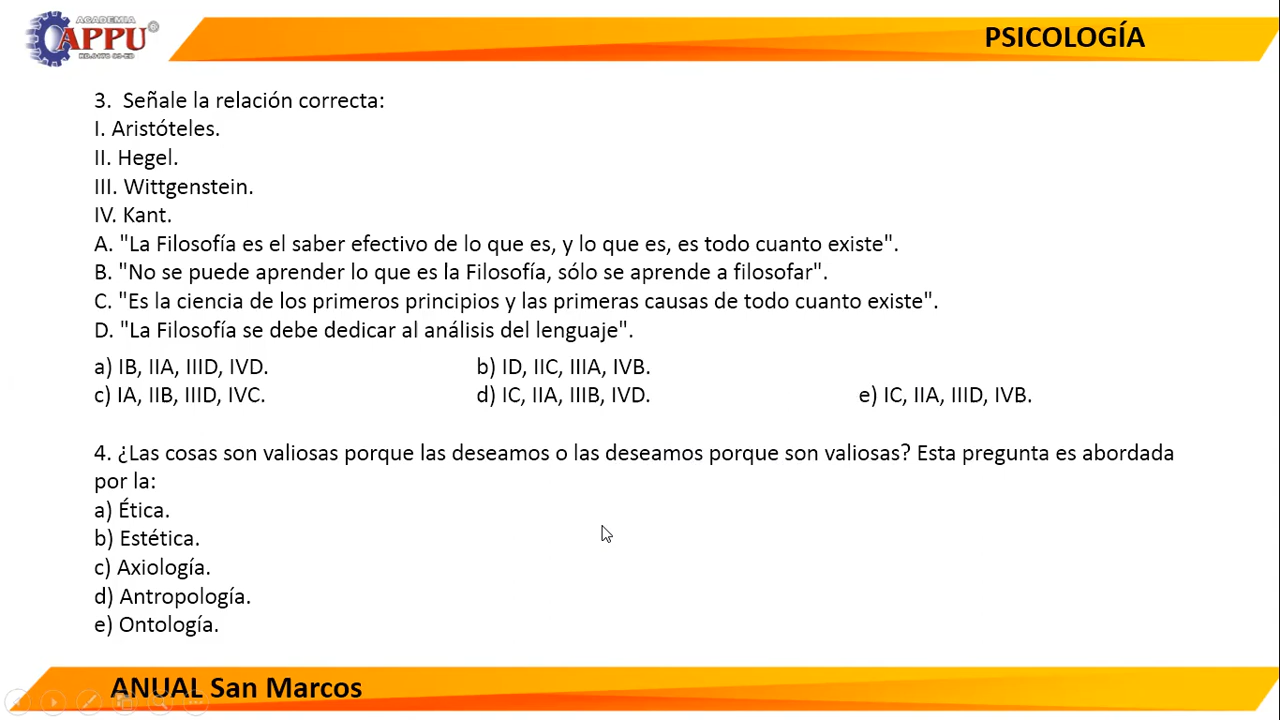 ACADEMIA
APPU
PSICOLOGÍA
3. Señale la relación correcta:
I. Aristóteles.
II. Hegel.
III. Wittgenstein.
IV. Kant.
A. "La Filosofía es el saber efectivo de lo que es, y lo que es, es todo cuanto existe".
B. "No se puede aprender lo que es la Filosofía, sólo se aprende a filosofar".
C. "Es la ciencia de los primeros principios y las primeras causas de todo cuanto existe".
D. "La Filosofía se debe dedicar al análisis del lenguaje".
a) IB, IIA, IIID, IVD. b) ID, IIC, IIIA, IVB.
c) IA, IIB, IIID, IVC. d) IC, IIA, IIIB, IVD. e) IC, IIA, IIID, IVB.
4. ¿Las cosas son valiosas porque las deseamos o las deseamos porque son valiosas? Esta pregunta es abordada
por la:
a) Ética.
b) Estética.
c) Axiología.
d) Antropología.
e) Ontología.
ANUAL San Marcos